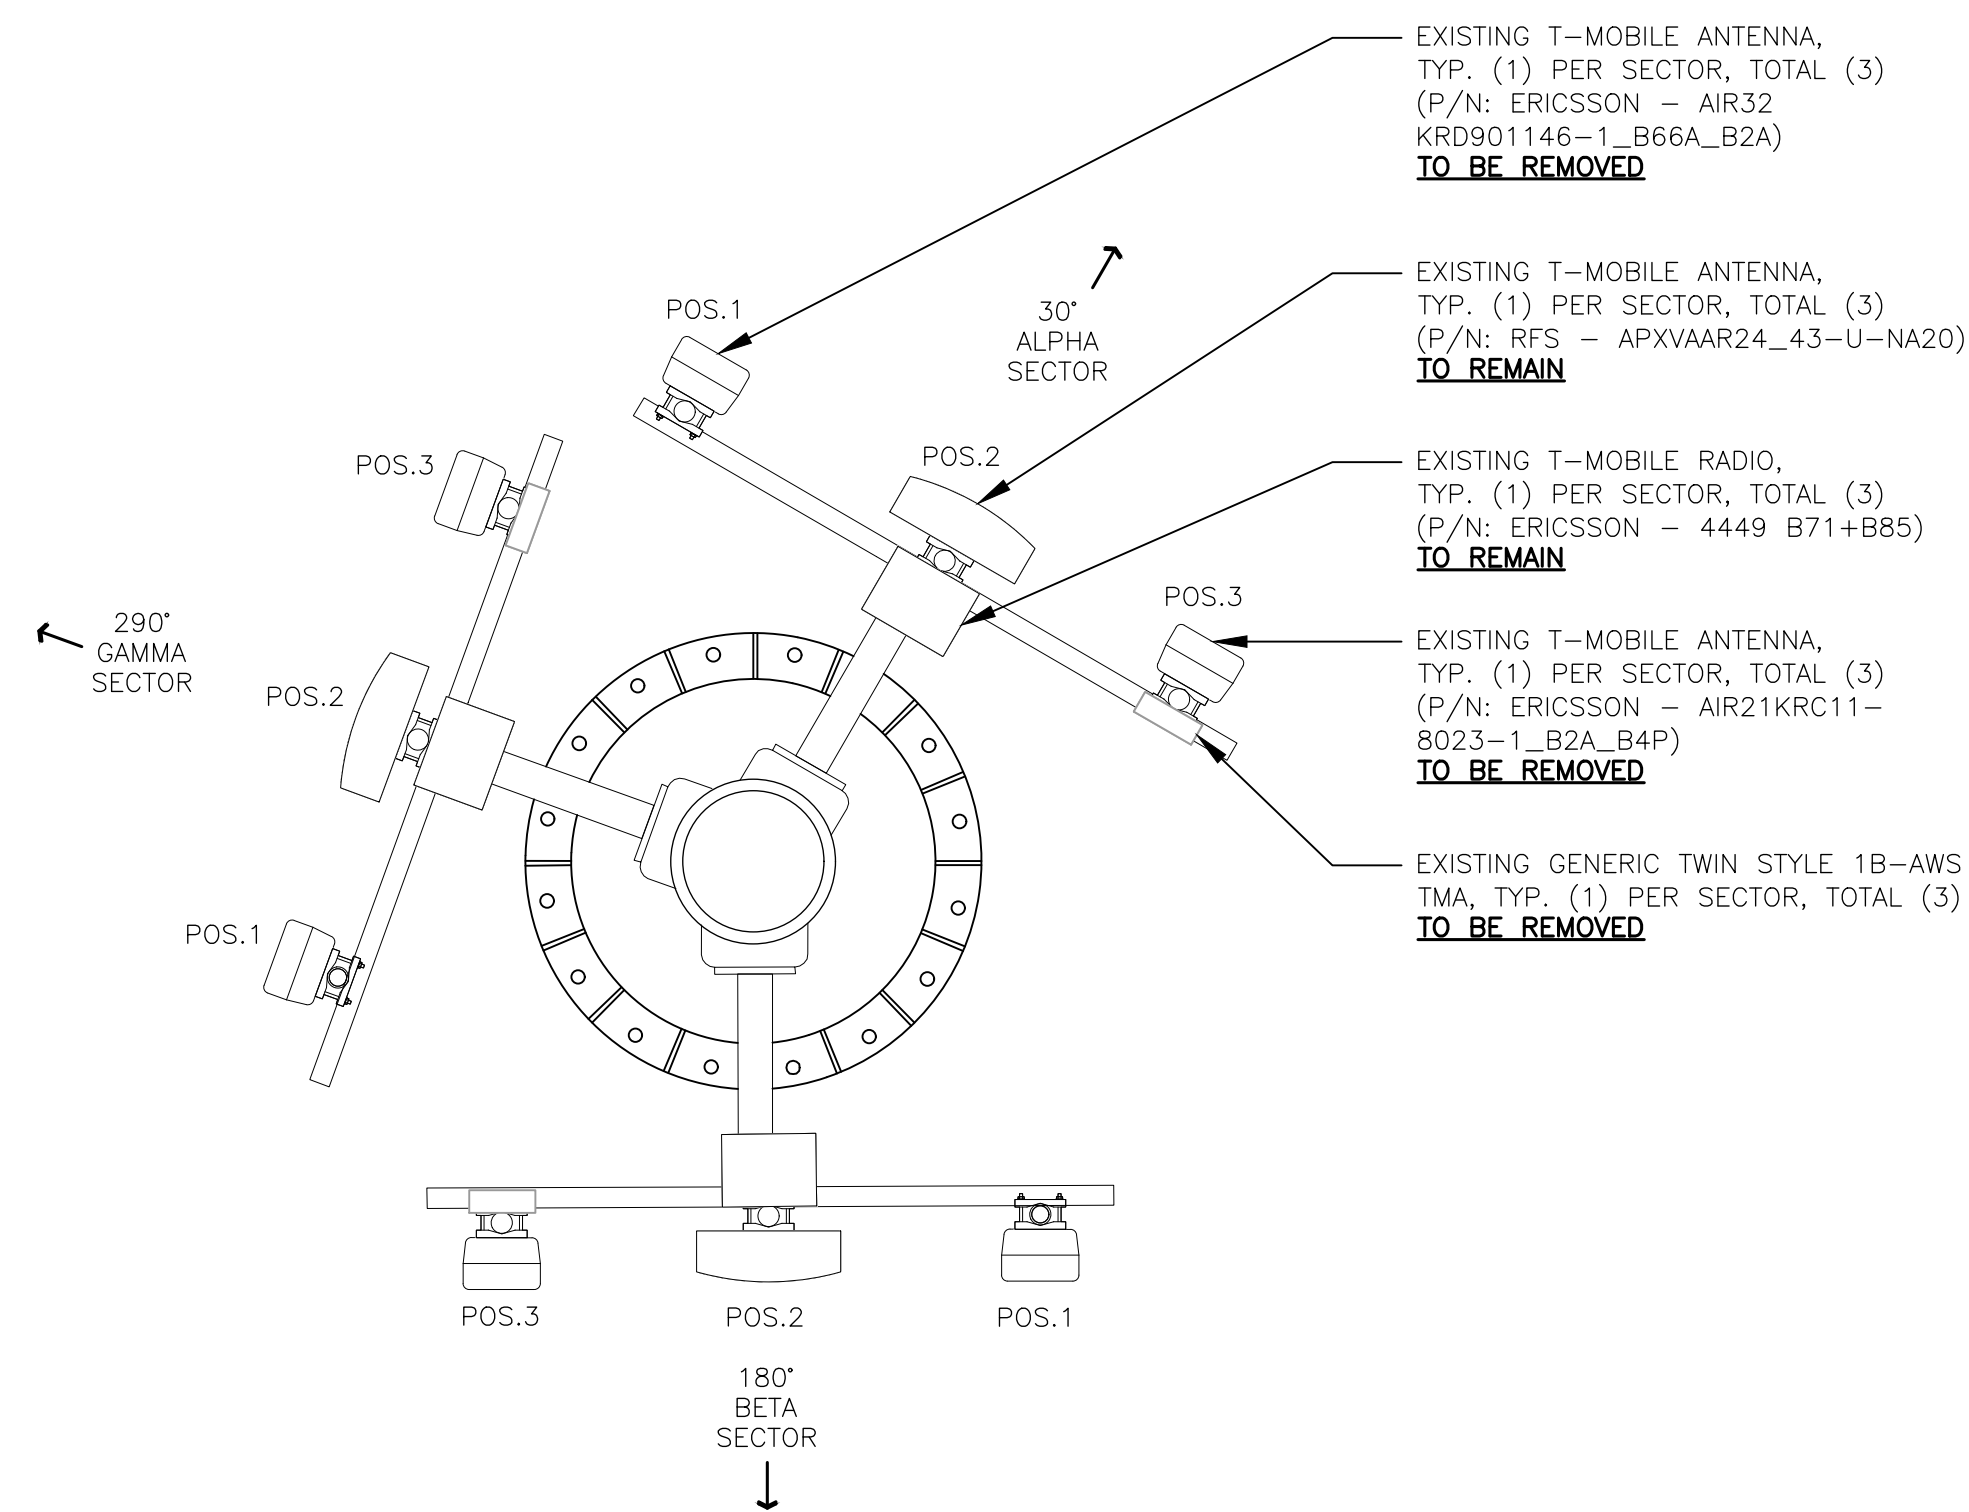 EXISTING T-MOBILE ANTENNA,
TYP. (1) PER SECTOR, TOTAL (3)
(P/N: ERICSSON - AIR32
KRD901146-1_B66A_B2A)
TO BE REMOVED
EXISTING T-MOBILE ANTENNA,
TYP. (1) PER SECTOR, TOTAL (3)
(P/N: RFS - APXVAAR24_43-U-NA20)
TO REMAIN
EXISTING T-MOBILE RADIO,
TYP. (1) PER SECTOR, TOTAL (3)
(P/N: ERICSSON - 4449 B71+B85)
TO REMAIN
EXISTING T-MOBILE ANTENNA,
TYP. (1) PER SECTOR, TOTAL (3)
(P/N: ERICSSON - AIR21KRC11-
8023-1_B2A_B4P)
TO BE REMOVED
EXISTING GENERIC TWIN STYLE 1B-AWS
TMA, TYP. (1) PER SECTOR, TOTAL (3)
TO BE REMOVED
30°
ALPHA
SECTOR
POS.1
POS.2
POS.3
290°
GAMMA
SECTOR
POS.3
POS.2
POS.1
POS.3
POS.2
POS.1
180°
BETA
SECTOR